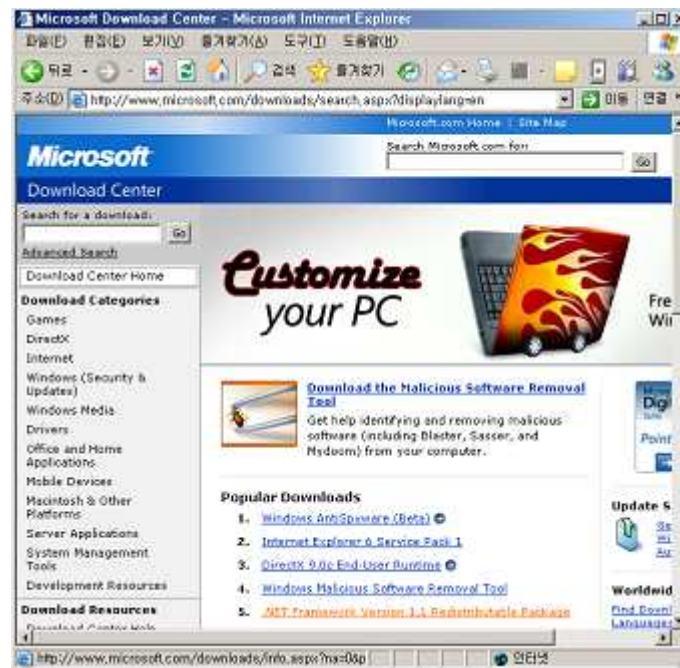 Microsoft Download Center - Microsoft Internet Explorer
파일(F) 편집(E) 보기(V) 즐겨찾기(A) 도구(T) 도움말(H)
뒤로 검색 즐겨찾기
주소(D) http://www.microsoft.com/downloads/search.aspx?displaylang=en 이동 연결 »
Microsoft.com Home | Site Map
Microsoft
Search Microsoft.com for:
Go
Download Center
Search for a download:
Go
Advanced Search
Download Center Home
Download Categories
Games
DirectX
Internet
Windows (Security & Updates)
Windows Media
Drivers
Office and Home Applications
Mobile Devices
Macintosh & Other Platforms
Server Applications
System Management Tools
Development Resources
Download Resources
Download Center Help
Customize
your PC
Fre
Wi
Download the Malicious Software Removal Tool
Get help identifying and removing malicious
software (including Blaster, Sasser, and
Mydoom) from your computer.
Digi
Point
Popular Downloads
1. Windows AntiSpyware (Beta)
2. Internet Explorer 6 Service Pack 1
3. DirectX 9.0c End-User Runtime
4. Windows Malicious Software Removal Tool
5. .NET Framework Version 1.1 Redistributable Package
Update S
Worldwid
Find Downl
Languages
http://www.microsoft.com/downloads/info.aspx?na=0&p 인터넷